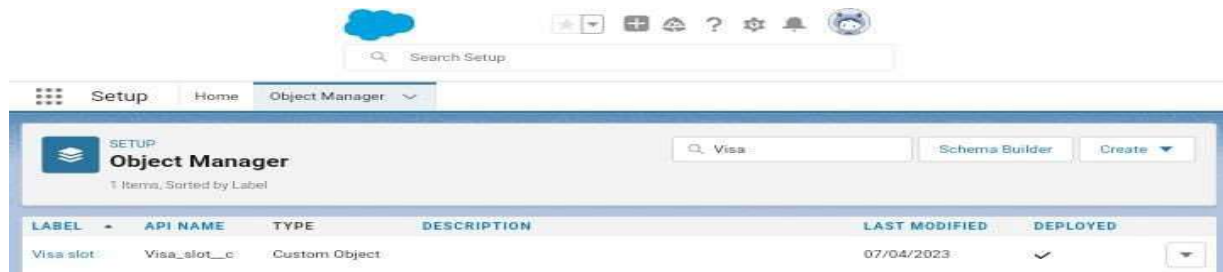 Search Setup
Setup Home Object Manager
SETUP
Object Manager
1 Items, Sorted by Label
Visa
Schema Builder
Create
LABEL API NAME TYPE DESCRIPTION LAST MODIFIED DEPLOYED
Visa slot Visa_slot__c Custom Object 07/04/2023